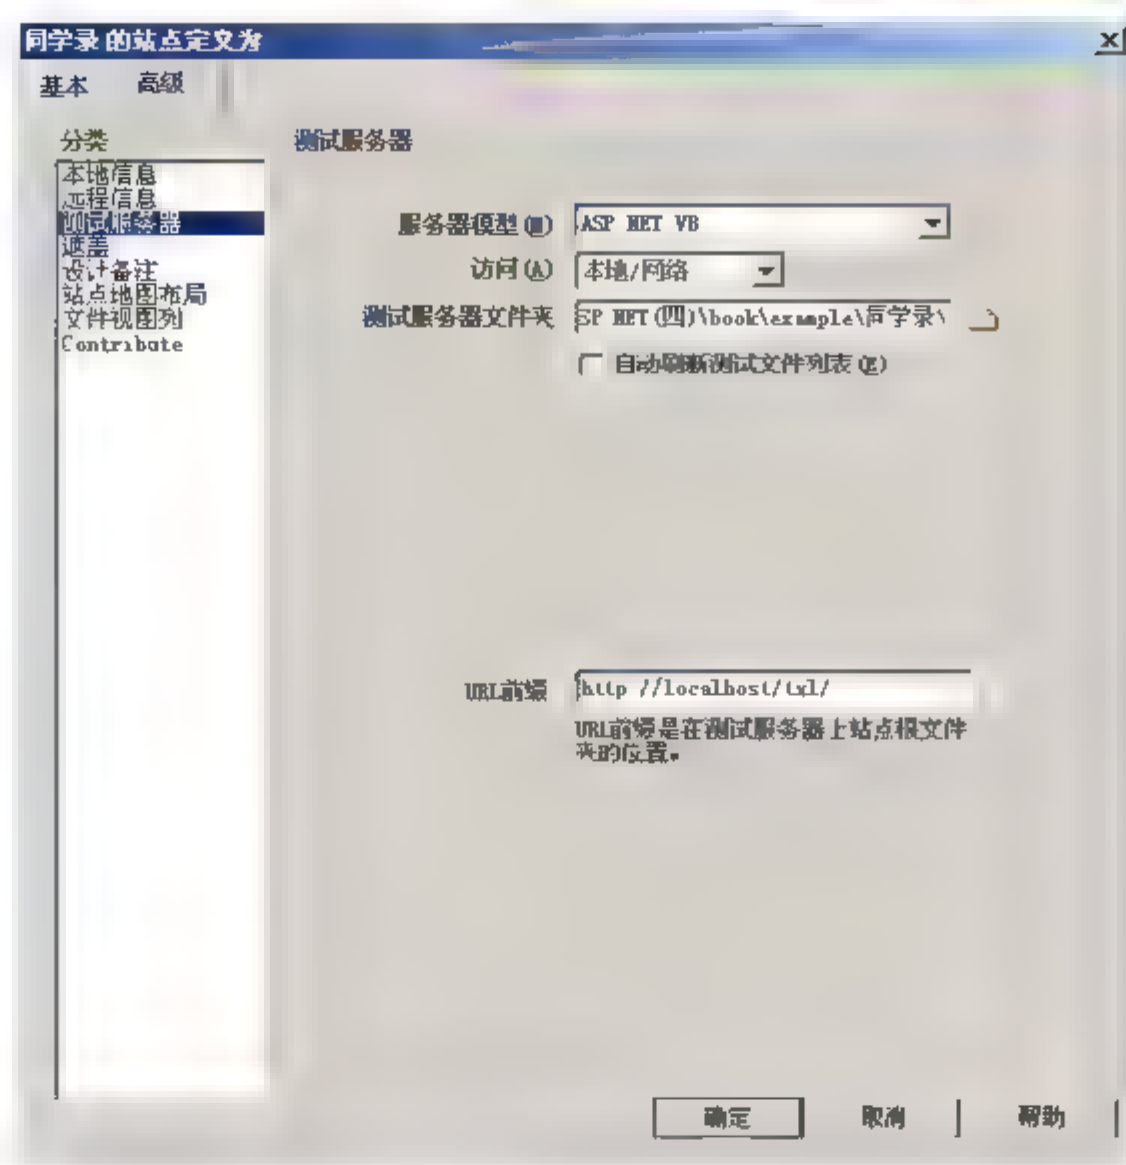 同学录 的站点定义为
基本 高级
分类
本地信息
远程信息
测试服务器
遮盖
设计备注
站点地图布局
文件视图列
Contribute
测试服务器
服务器模型(M) ASP NET VB
访问(A) 本地/网络
测试服务器文件夹 SP NET(四)\book\example\同学录\
自动刷新测试文件列表(E)
URL前缀 http //localhost/txl/
URL前缀是在测试服务器上站点根文件
夹的位置。
确定 取消 帮助